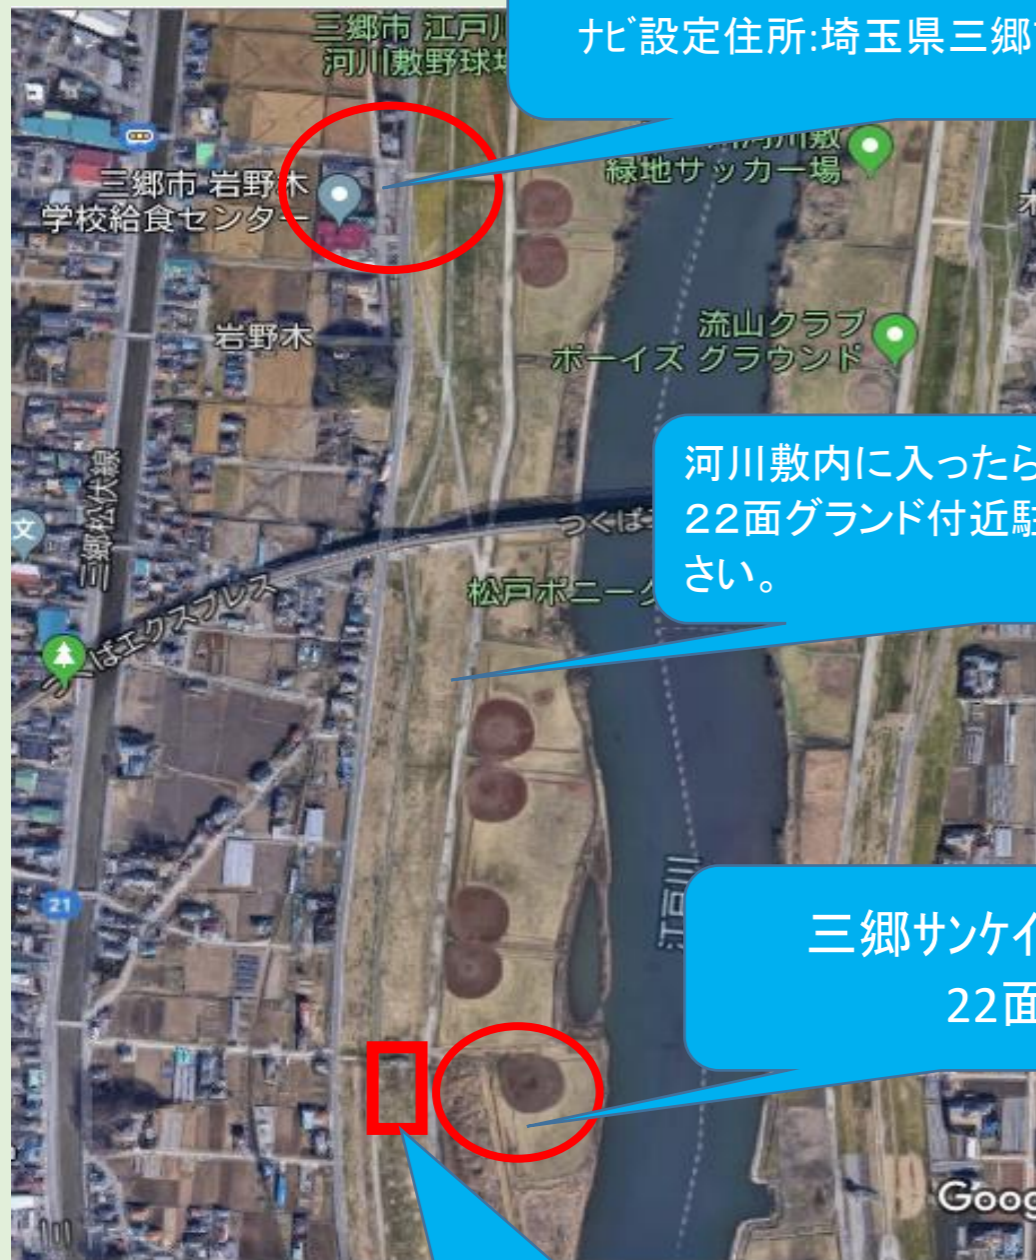 三郷市 江戸川
河川敷野球場
ナビ設定住所:埼玉県三郷
河川敷
緑地サッカー場
三郷市 岩野木
学校給食センター
岩野木
流山クラブ
ボーイズ グラウンド
河川敷内に入ったら
22面グランド付近駐
さい。
三郷松伏線
文
つくばエ
つくばエクスプレス
松戸ポニーグ
21
江戸川
三郷サンケイ
22面
Goog